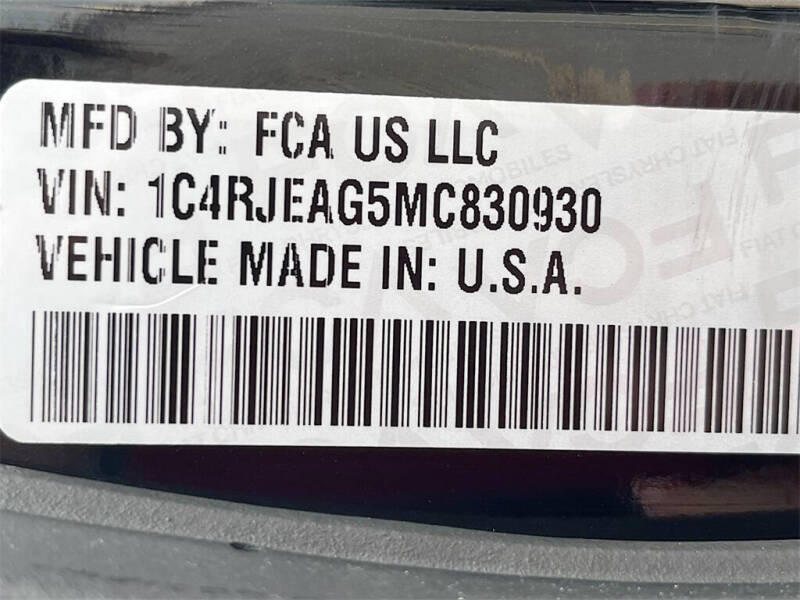 MFD BY: FCA US LLC
VIN: 1C4RJEAG5MC830930
VEHICLE MADE IN: U.S.A.